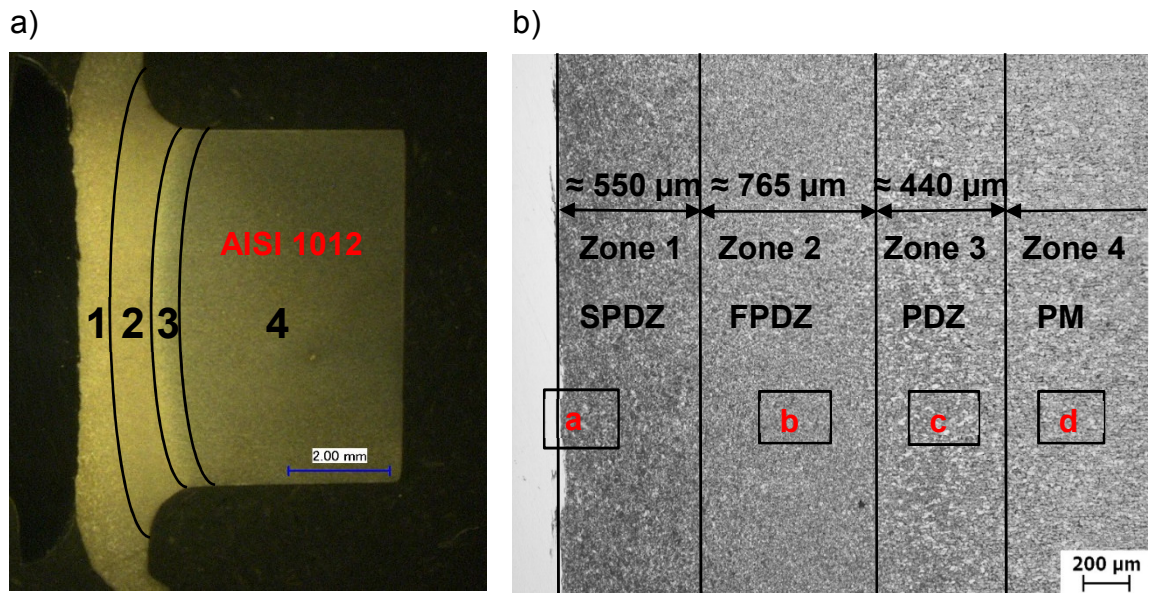 a)
AISI 1012
1 2 3 4
2.00 mm
b)
≈ 550 µm ≈ 765 µm ≈ 440 µm
Zone 1 Zone 2 Zone 3 Zone 4
SPDZ FPDZ PDZ PM
a b c d
200 µm